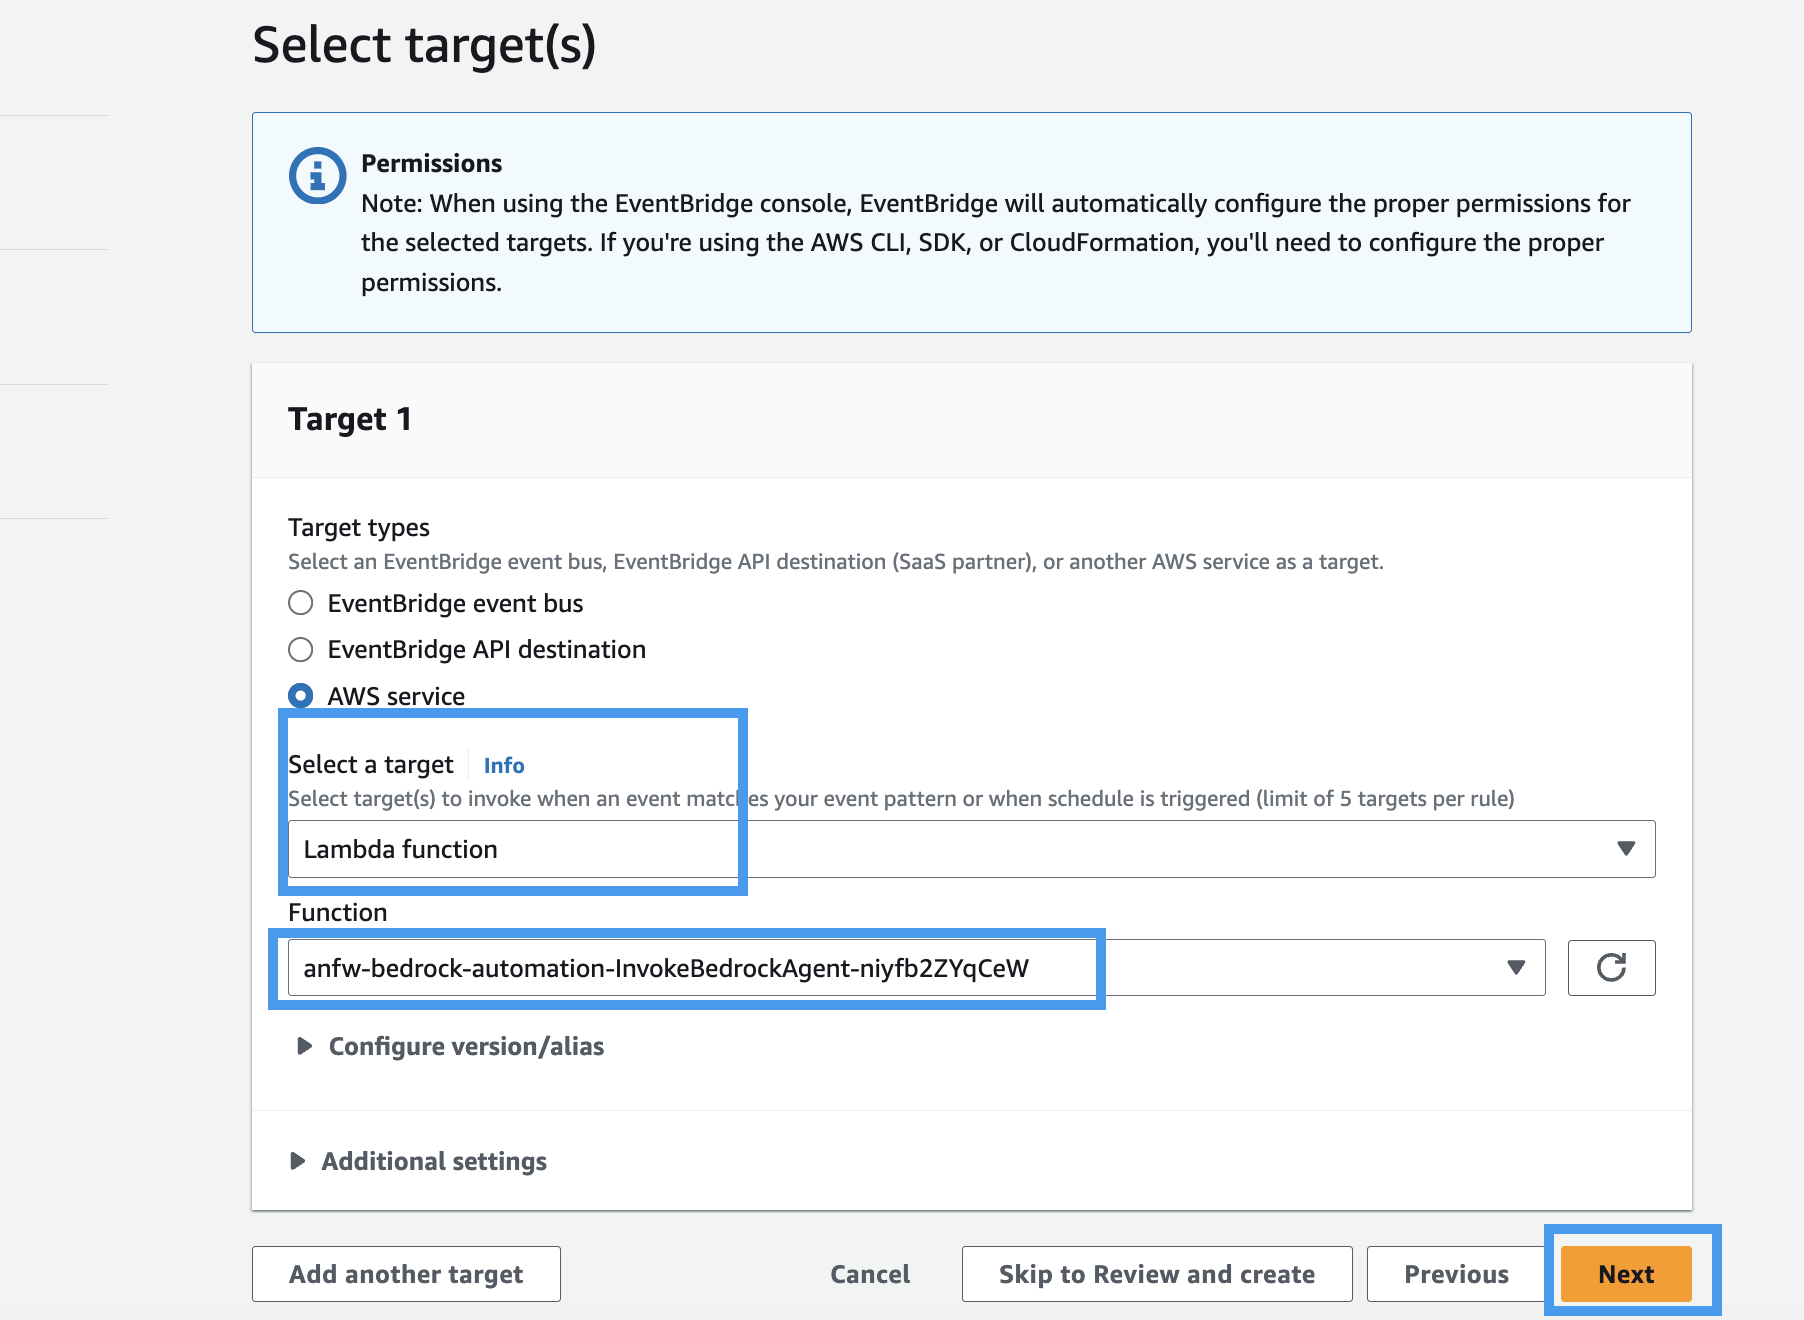 Select target(s)
Permissions
Note: When using the EventBridge console, EventBridge will automatically configure the proper permissions for
the selected targets. If you're using the AWS CLI, SDK, or CloudFormation, you'll need to configure the proper
permissions.
Target 1
Target types
Select an EventBridge event bus, EventBridge API destination (SaaS partner), or another AWS service as a target.
EventBridge event bus
EventBridge API destination
AWS service
Select a target Info
Select target(s) to invoke when an event matches your event pattern or when schedule is triggered (limit of 5 targets per rule)
Lambda function
Function
anfw-bedrock-automation-InvokeBedrockAgent-niyfb2ZYqCeW
Configure version/alias
Additional settings
Add another target Cancel Skip to Review and create Previous Next